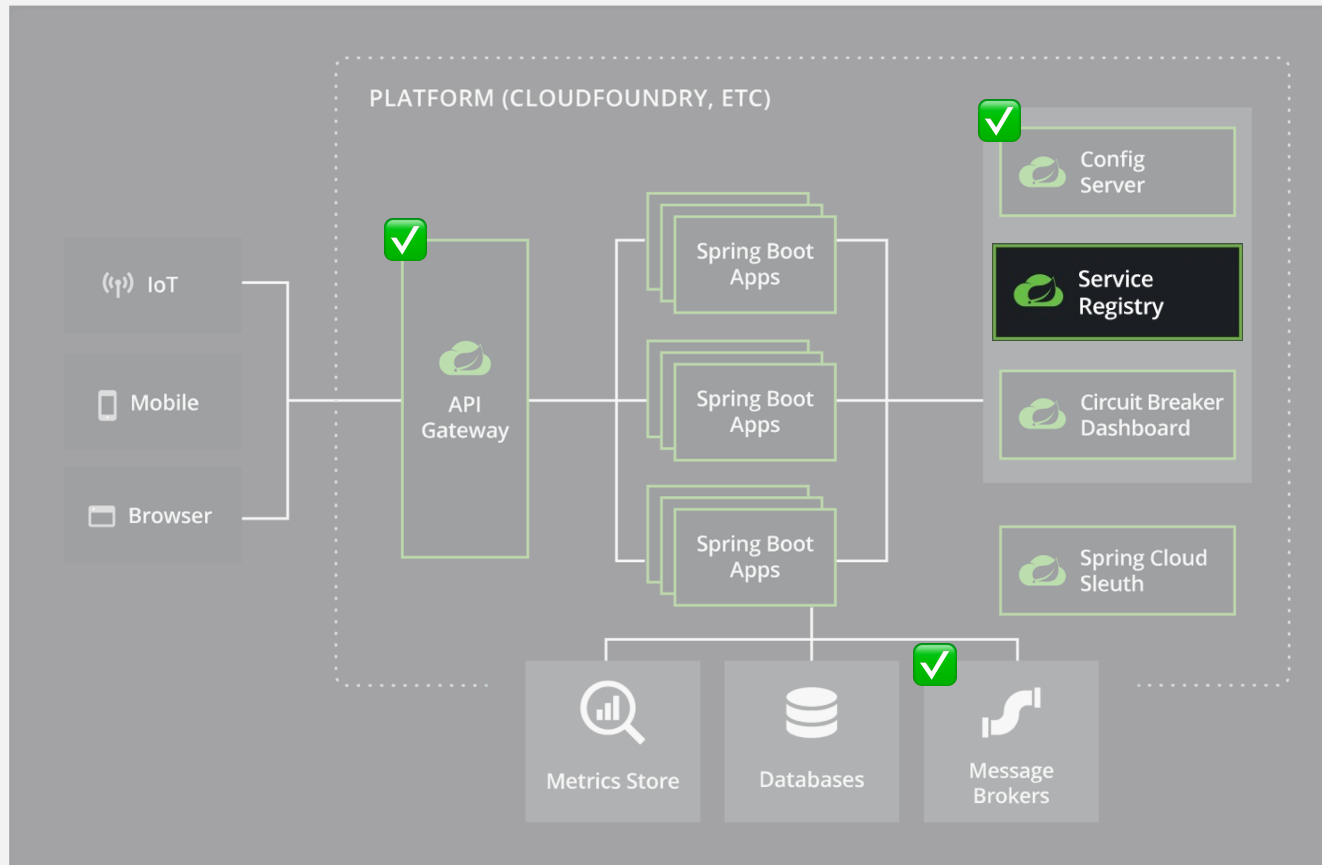 PLATFORM (CLOUDFOUNDRY, ETC)
IoT
Mobile
Browser
API
Gateway
Spring Boot
Apps
Spring Boot
Apps
Spring Boot
Apps
Config
Server
Service
Registry
Circuit Breaker
Dashboard
Spring Cloud
Sleuth
Metrics Store
Databases
Message
Brokers